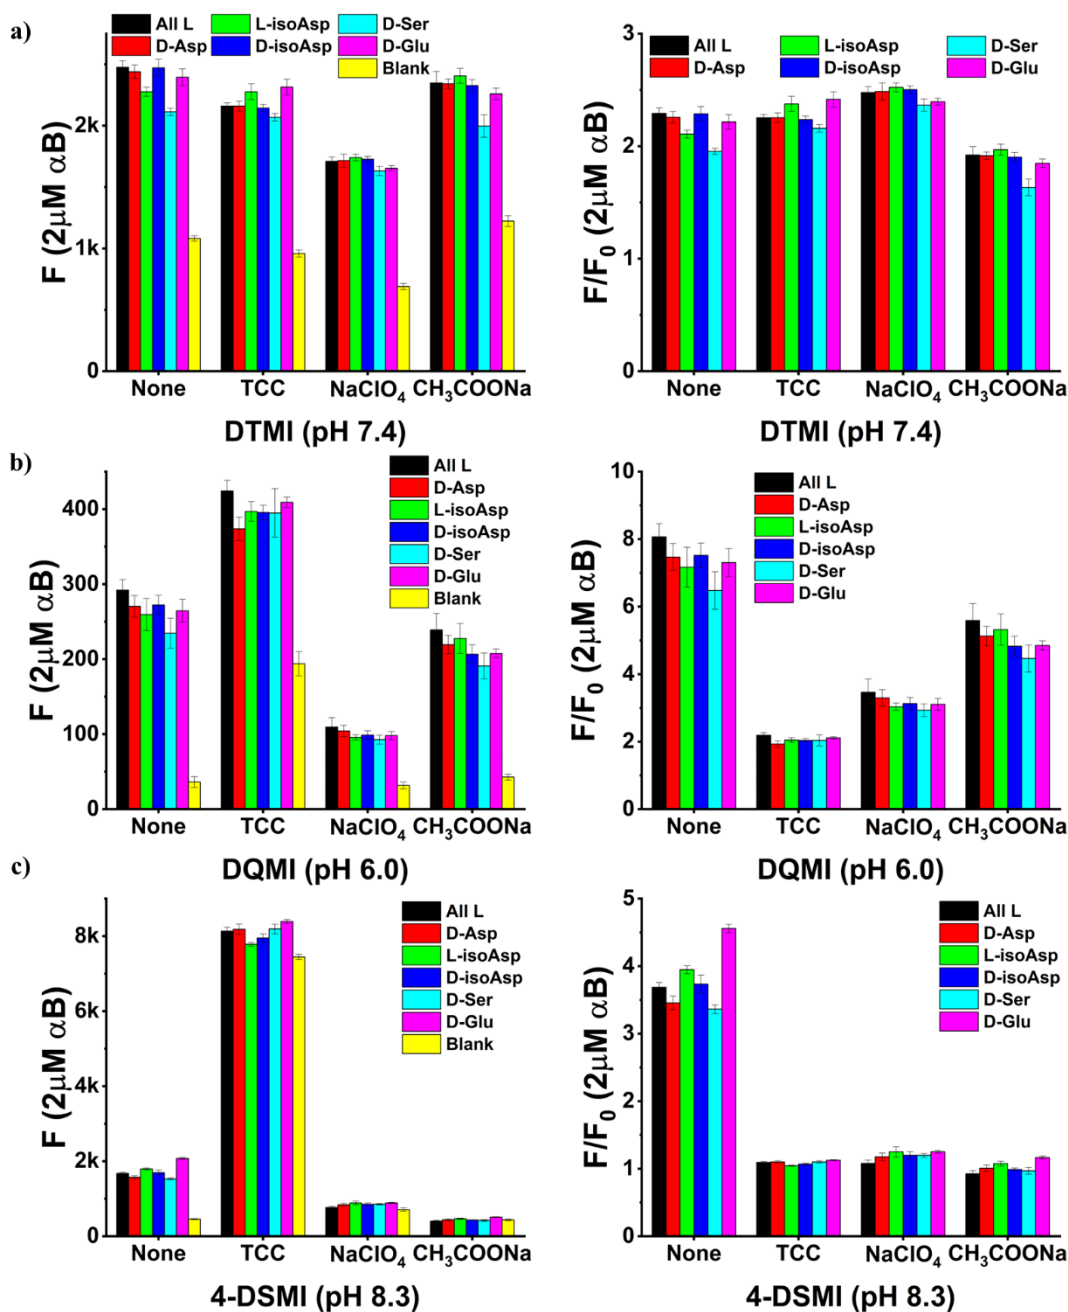 a)
All L
L-isoAsp
D-Ser
D-Asp
D-isoAsp
D-Glu
Blank
F (2μM αB)
2k
1k
0
None
TCC
NaClO₄
CH₃COONa
DTMI (pH 7.4)
All L
L-isoAsp
D-Ser
D-Asp
D-isoAsp
D-Glu
F/F₀ (2μM αB)
3
2
1
0
None
TCC
NaClO₄
CH₃COONa
DTMI (pH 7.4)
b)
All L
D-Asp
L-isoAsp
D-isoAsp
D-Ser
D-Glu
Blank
F (2μM αB)
400
300
200
100
0
None
TCC
NaClO₄
CH₃COONa
DQMI (pH 6.0)
All L
D-Asp
L-isoAsp
D-isoAsp
D-Ser
D-Glu
F/F₀ (2μM αB)
10
8
6
4
2
0
None
TCC
NaClO₄
CH₃COONa
DQMI (pH 6.0)
c)
All L
D-Asp
L-isoAsp
D-isoAsp
D-Ser
D-Glu
Blank
F (2μM αB)
8k
6k
4k
2k
0
None
TCC
NaClO₄
CH₃COONa
4-DSMI (pH 8.3)
All L
D-Asp
L-isoAsp
D-isoAsp
D-Ser
D-Glu
F/F₀ (2μM αB)
5
4
3
2
1
0
None
TCC
NaClO₄
CH₃COONa
4-DSMI (pH 8.3)